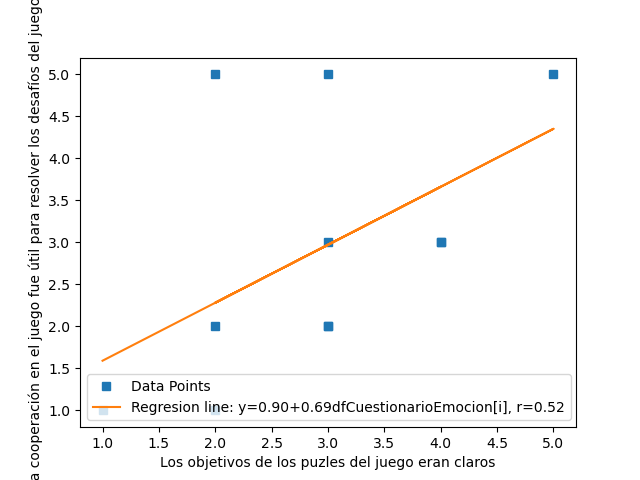 a cooperación en el juego fue útil para resolver los desafíos del juego
5.0
4.5
4.0
3.5
3.0
2.5
2.0
1.5
1.0
Data Points
Regresion line: y=0.90+0.69dfCuestionarioEmocion[i], r=0.52
1.0 1.5 2.0 2.5 3.0 3.5 4.0 4.5 5.0
Los objetivos de los puzles del juego eran claros